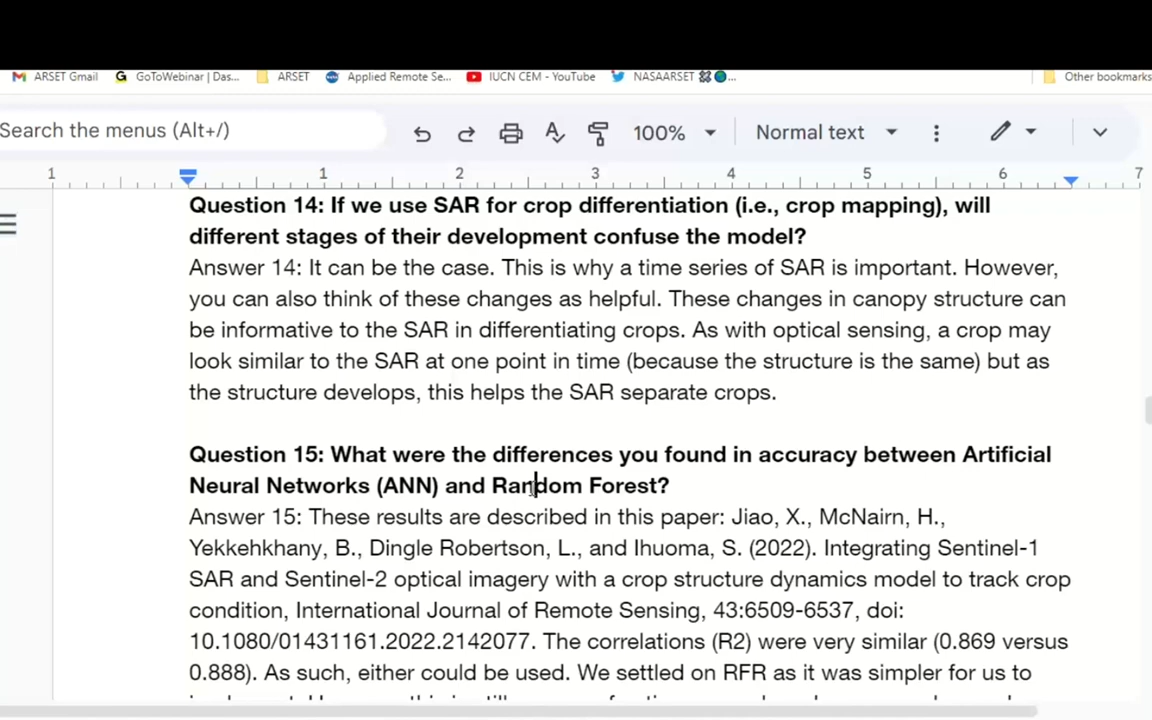 ARSET Gmail GoToWebinar | Das... ARSET Applied Remote Se... IUCN CEM - YouTube NASAARSET 🛰🌎... Other bookmarks
Search the menus (Alt+/) 100% Normal text
1 1 2 3 4 5 6 7
Question 14: If we use SAR for crop differentiation (i.e., crop mapping), will
different stages of their development confuse the model?
Answer 14: It can be the case. This is why a time series of SAR is important. However,
you can also think of these changes as helpful. These changes in canopy structure can
be informative to the SAR in differentiating crops. As with optical sensing, a crop may
look similar to the SAR at one point in time (because the structure is the same) but as
the structure develops, this helps the SAR separate crops.
Question 15: What were the differences you found in accuracy between Artificial
Neural Networks (ANN) and Random Forest?
Answer 15: These results are described in this paper: Jiao, X., McNairn, H.,
Yekkehkhany, B., Dingle Robertson, L., and Ihuoma, S. (2022). Integrating Sentinel-1
SAR and Sentinel-2 optical imagery with a crop structure dynamics model to track crop
condition, International Journal of Remote Sensing, 43:6509-6537, doi:
10.1080/01431161.2022.2142077. The correlations (R2) were very similar (0.869 versus
0.888). As such, either could be used. We settled on RFR as it was simpler for us to